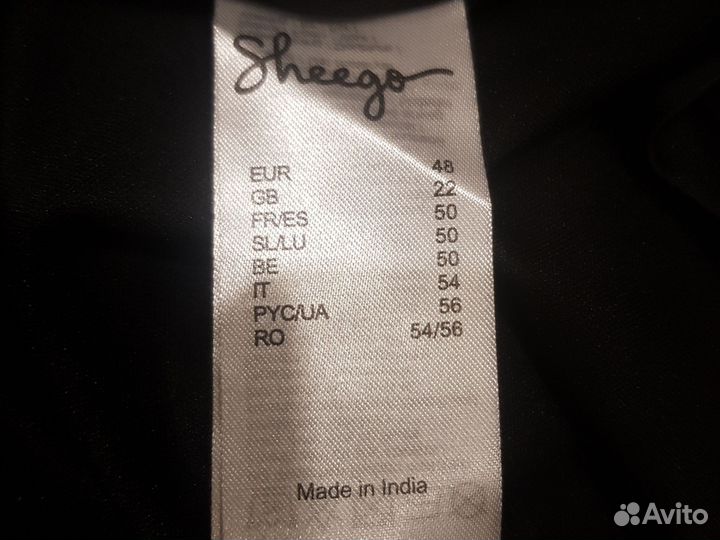 Sheego
EUR 48
GB 22
FR/ES 50
SL/LU 50
BE 50
IT 54
РУС/UA 56
RO 54/56
Made in India
Avito